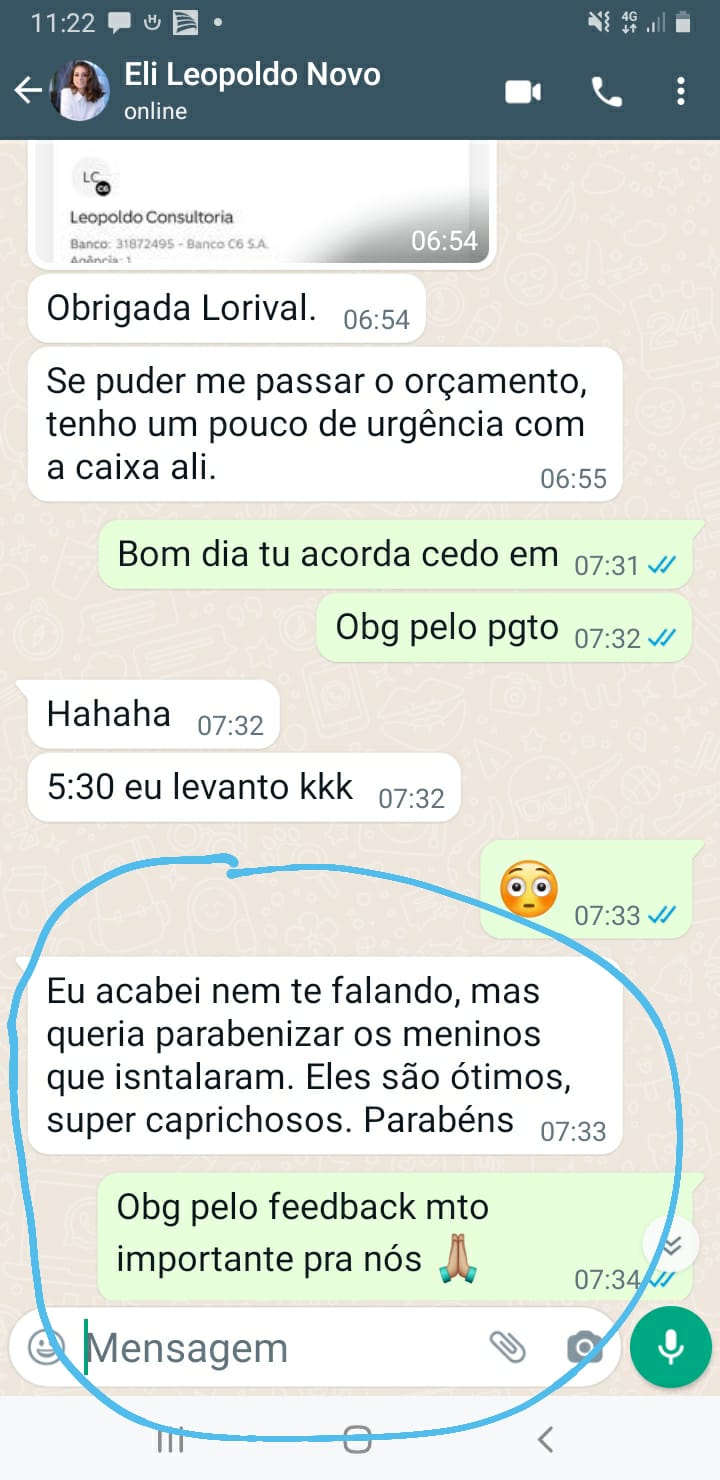 11:22
4G
Eli Leopoldo Novo
online
LC
C6
Leopoldo Consultoria
Banco: 31872495 - Banco C6 S.A.
Agência: 1
06:54
Obrigada Lorival. 06:54
Se puder me passar o orçamento,
tenho um pouco de urgência com
a caixa ali. 06:55
Bom dia tu acorda cedo em 07:31
Obg pelo pgto 07:32
Hahaha 07:32
5:30 eu levanto kkk 07:32
07:33
Eu acabei nem te falando, mas
queria parabenizar os meninos
que isntalaram. Eles são ótimos,
super caprichosos. Parabéns 07:33
Obg pelo feedback mto
importante pra nós
07:34
Mensagem